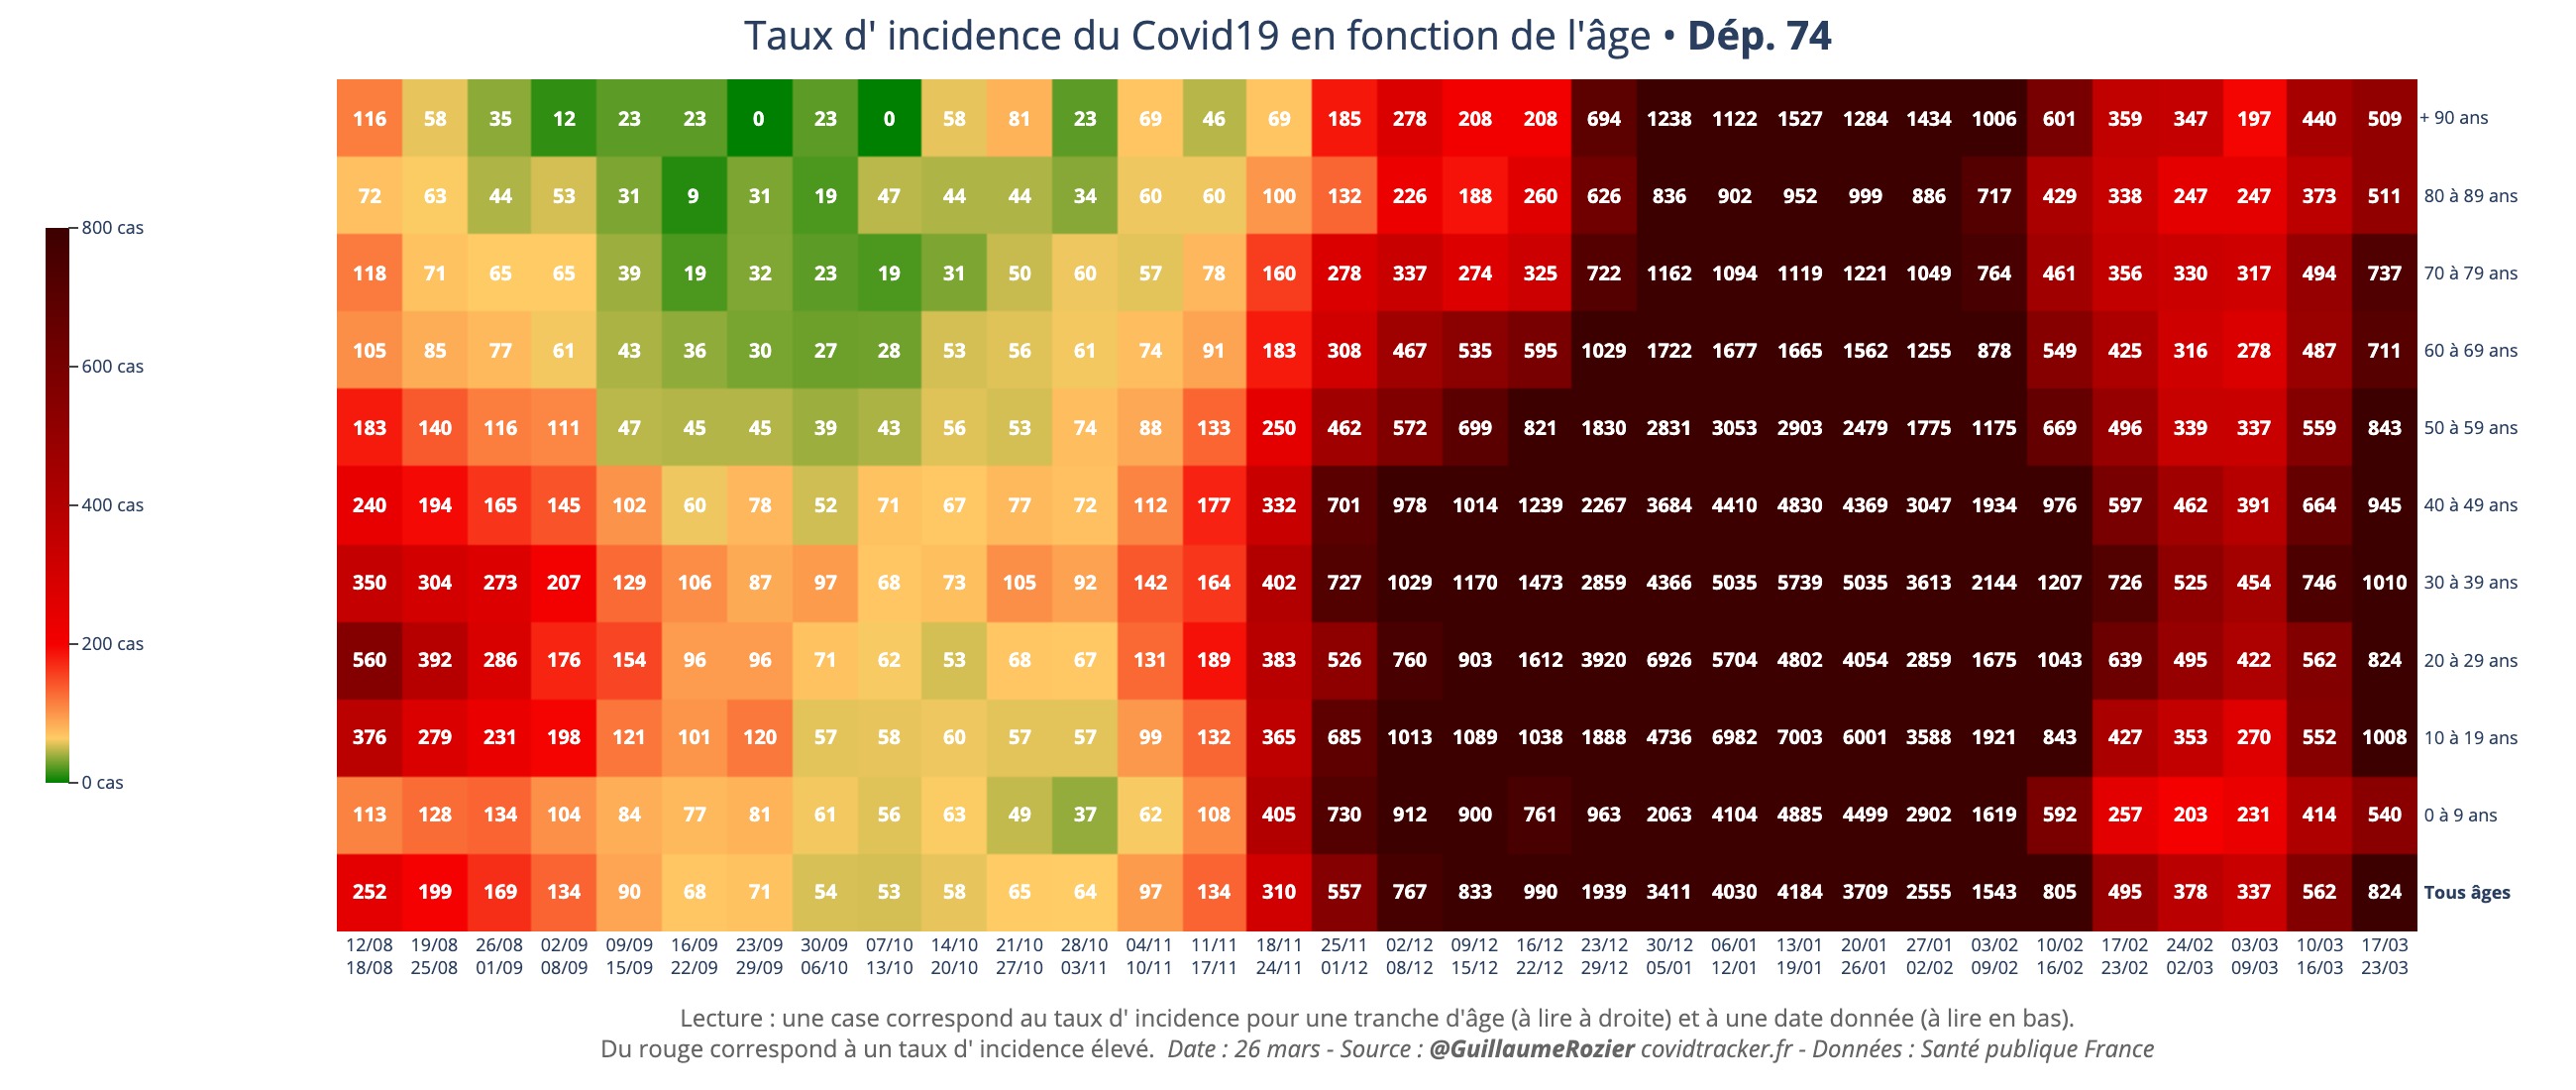 Taux d' incidence du Covid19 en fonction de l'âge • Dép. 74
800 cas
600 cas
400 cas
200 cas
0 cas
116 58 35 12 23 23 0 23 0 58 81 23 69 46 69 185 278 208 208 694 1238 1122 1527 1284 1434 1006 601 359 347 197 440 509 + 90 ans
72 63 44 53 31 9 31 19 47 44 44 34 60 60 100 132 226 188 260 626 836 902 952 999 886 717 429 338 247 247 373 511 80 à 89 ans
118 71 65 65 39 19 32 23 19 31 50 60 57 78 160 278 337 274 325 722 1162 1094 1119 1221 1049 764 461 356 330 317 494 737 70 à 79 ans
105 85 77 61 43 36 30 27 28 53 56 61 74 91 183 308 467 535 595 1029 1722 1677 1665 1562 1255 878 549 425 316 278 487 711 60 à 69 ans
183 140 116 111 47 45 45 39 43 56 53 74 88 133 250 462 572 699 821 1830 2831 3053 2903 2479 1775 1175 669 496 339 337 559 843 50 à 59 ans
240 194 165 145 102 60 78 52 71 67 77 72 112 177 332 701 978 1014 1239 2267 3684 4410 4830 4369 3047 1934 976 597 462 391 664 945 40 à 49 ans
350 304 273 207 129 106 87 97 68 73 105 92 142 164 402 727 1029 1170 1473 2859 4366 5035 5739 5035 3613 2144 1207 726 525 454 746 1010 30 à 39 ans
560 392 286 176 154 96 96 71 62 53 68 67 131 189 383 526 760 903 1612 3920 6926 5704 4802 4054 2859 1675 1043 639 495 422 562 824 20 à 29 ans
376 279 231 198 121 101 120 57 58 60 57 57 99 132 365 685 1013 1089 1038 1888 4736 6982 7003 6001 3588 1921 843 427 353 270 552 1008 10 à 19 ans
113 128 134 104 84 77 81 61 56 63 49 37 62 108 405 730 912 900 761 963 2063 4104 4885 4499 2902 1619 592 257 203 231 414 540 0 à 9 ans
252 199 169 134 90 68 71 54 53 58 65 64 97 134 310 557 767 833 990 1939 3411 4030 4184 3709 2555 1543 805 495 378 337 562 824 Tous âges
12/08 19/08 26/08 02/09 09/09 16/09 23/09 30/09 07/10 14/10 21/10 28/10 04/11 11/11 18/11 25/11 02/12 09/12 16/12 23/12 30/12 06/01 13/01 20/01 27/01 03/02 10/02 17/02 24/02 03/03 10/03 17/03
18/08 25/08 01/09 08/09 15/09 22/09 29/09 06/10 13/10 20/10 27/10 03/11 10/11 17/11 24/11 01/12 08/12 15/12 22/12 29/12 05/01 12/01 19/01 26/01 02/02 09/02 16/02 23/02 02/03 09/03 16/03 23/03
Lecture : une case correspond au taux d' incidence pour une tranche d'âge (à lire à droite) et à une date donnée (à lire en bas).
Du rouge correspond à un taux d' incidence élevé. Date : 26 mars - Source : @GuillaumeRozier covidtracker.fr - Données : Santé publique France